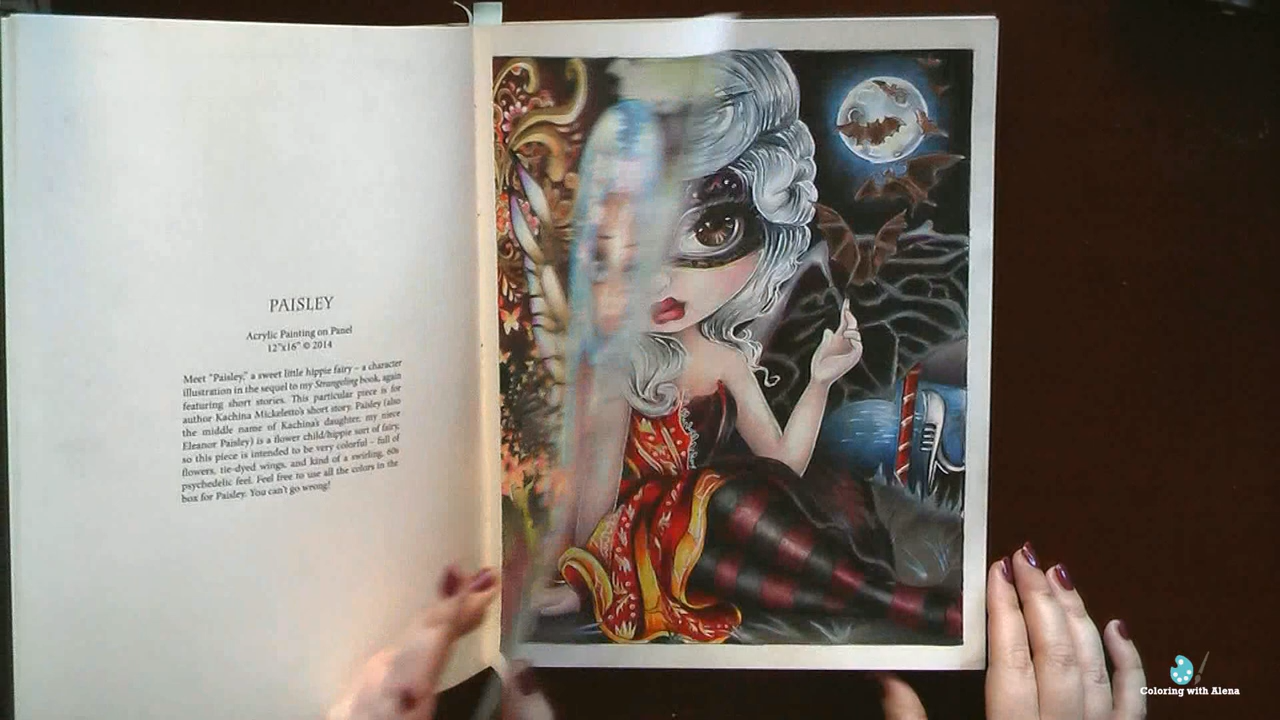 PAISLEY
Acrylic Painting on Panel
12"x16" © 2014
Meet "Paisley," a sweet little hippie fairy – a character
illustration in the sequel to my Strangeling book, again
featuring short stories. This particular piece is for
author Kachina Mickeletto's short story. Paisley (also
the middle name of Kachina's daughter, my niece
Eleanor Paisley) is a flower child/hippie sort of fairy,
so this piece is intended to be very colorful – full of
flowers, tie-dyed wings, and kind of a swirling, 60s
psychedelic feel. Feel free to use all the colors in the
box for Paisley. You can't go wrong!
Coloring with Alena